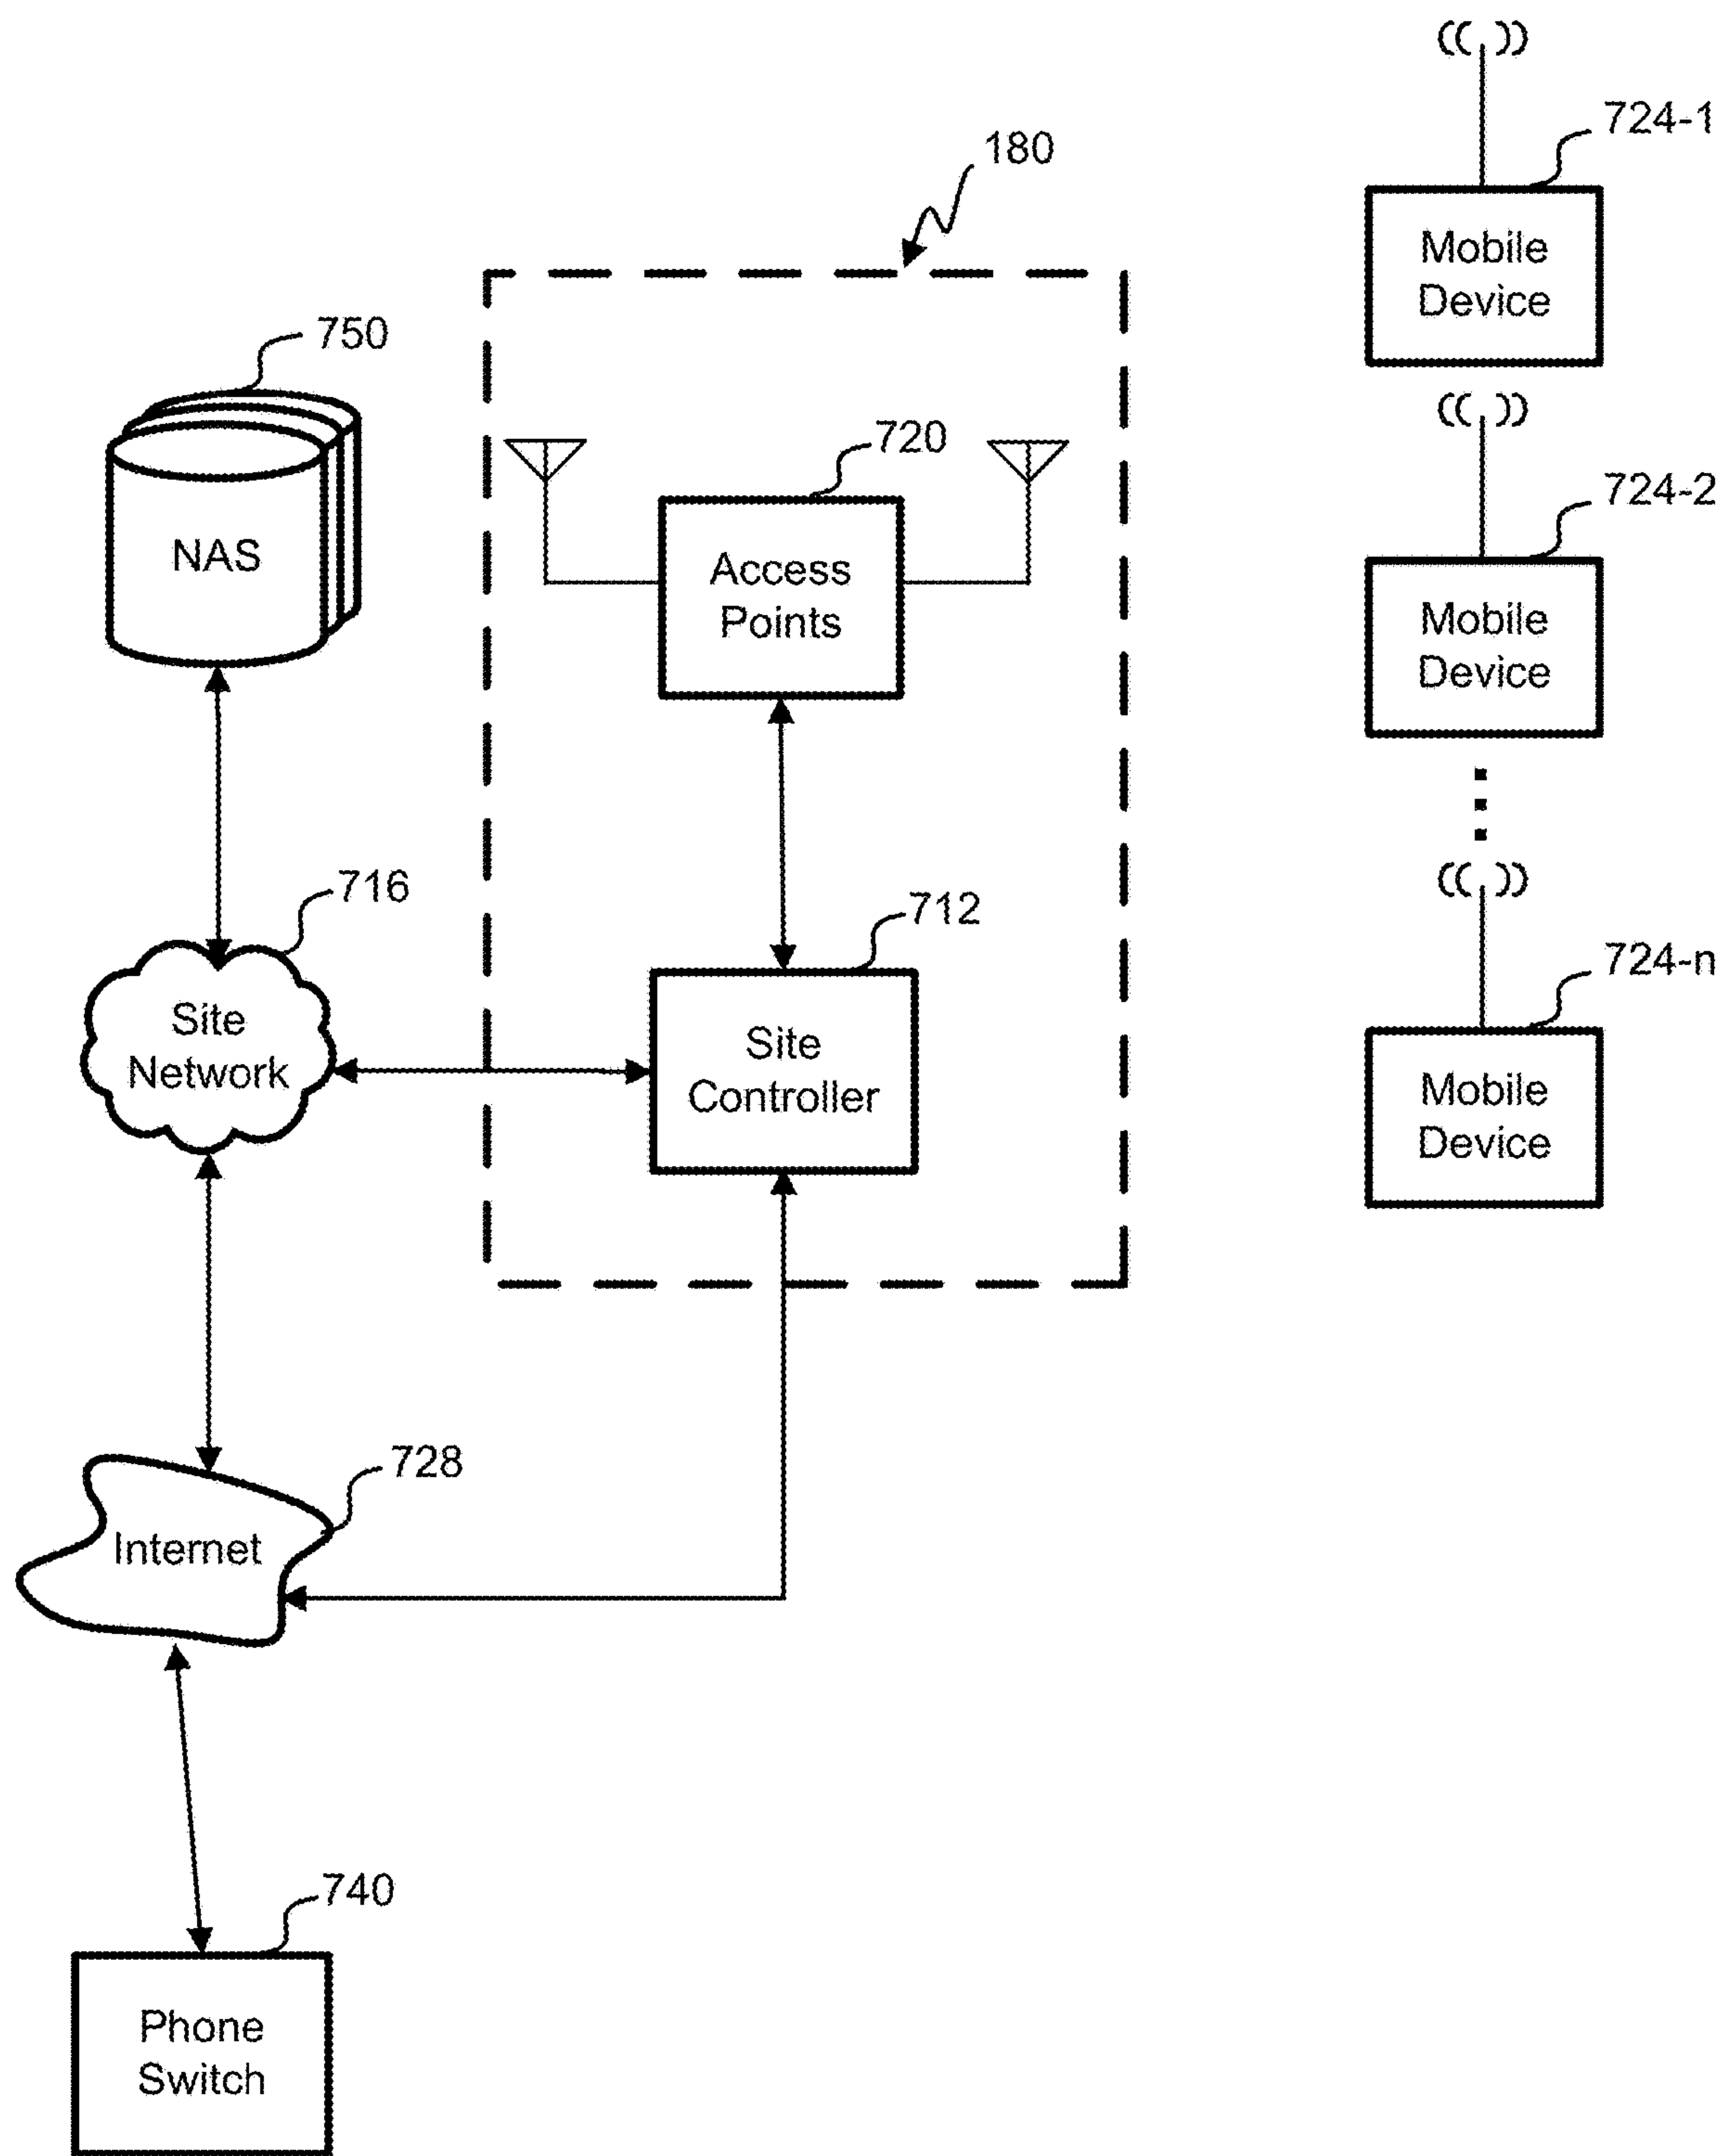 724-1
180
Mobile
Device
750
720
724-2
NAS
Access
Points
Mobile
Device
716
712
724-n
Site
Network
Site
Controller
Mobile
Device
728
Internet
740
Phone
Switch